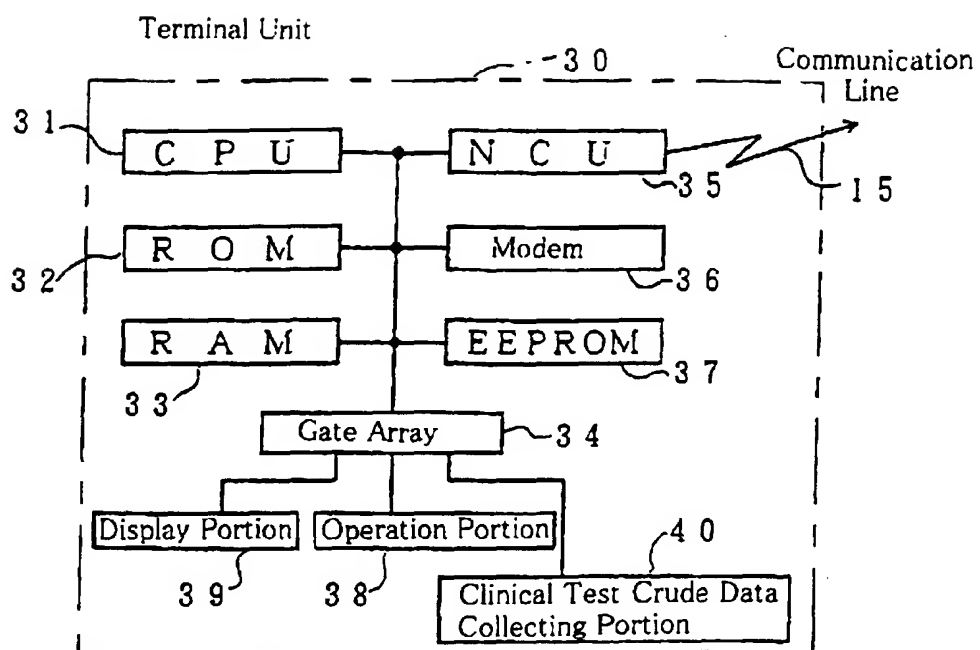 Terminal Unit
30
Communication
Line
31
CPU
NCU
35
15
32
ROM
Modem
36
RAM
33
EEPROM
37
Gate Array
34
Display Portion
39
Operation Portion
38
40
Clinical Test Crude Data
Collecting Portion